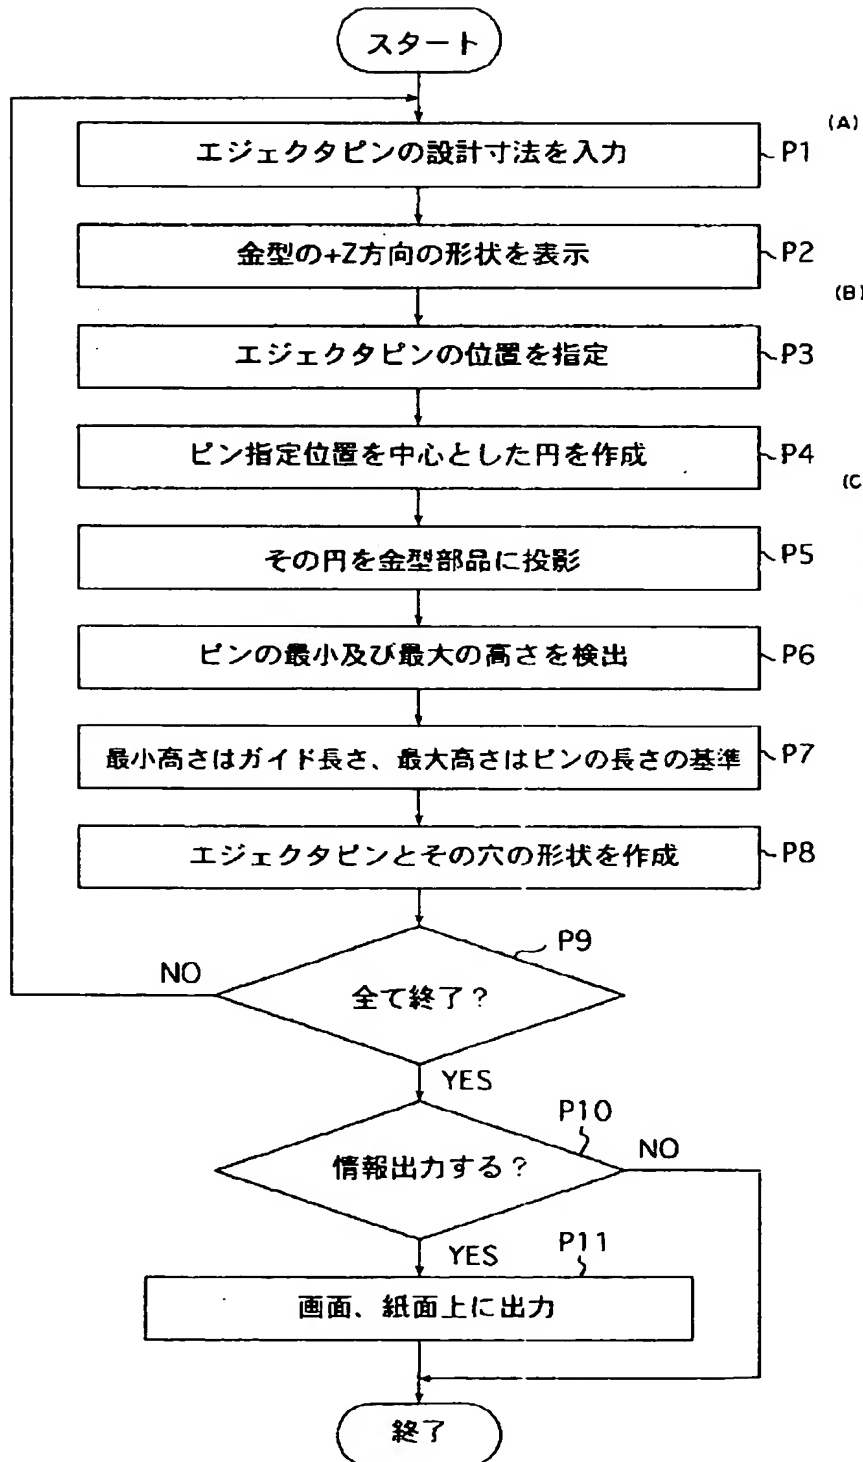 スタート
(A)
エジェクタピンの設計寸法を入力
P1
金型の+Z方向の形状を表示
P2
(B)
エジェクタピンの位置を指定
P3
ピン指定位置を中心とした円を作成
P4
(C
その円を金型部品に投影
P5
ピンの最小及び最大の高さを検出
P6
最小高さはガイド長さ、最大高さはピンの長さの基準
P7
エジェクタピンとその穴の形状を作成
P8
P9
NO
全て終了?
YES
P10
情報出力する?
NO
YES
P11
画面、紙面上に出力
終了